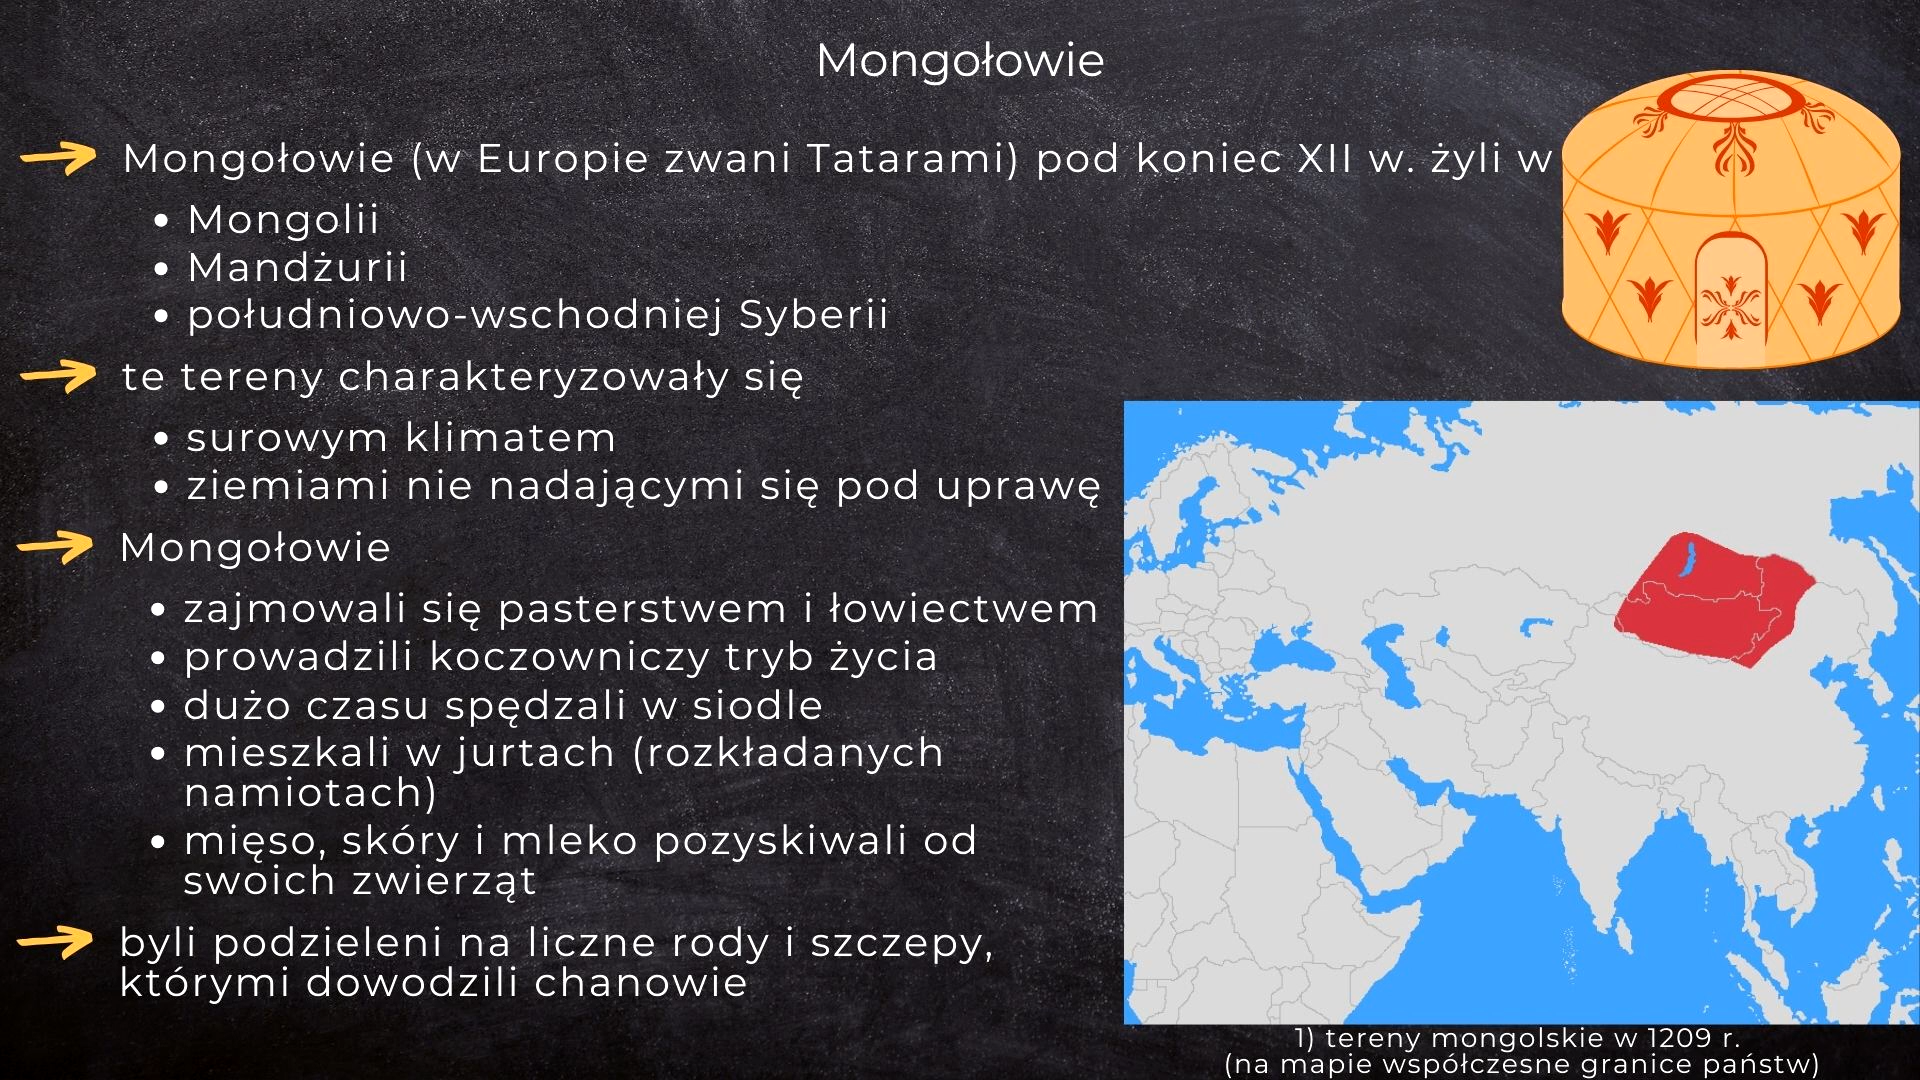 Mongołowie
Mongołowie (w Europie zwani Tatarami) pod koniec XII w. żyli w
• Mongolii
• Mandżurii
• południowo-wschodniej Syberii
te tereny charakteryzowały się
• surowym klimatem
• ziemiami nie nadającymi się pod uprawę
Mongołowie
• zajmowali się pasterstwem i łowiectwem
• prowadzili koczowniczy tryb życia
• dużo czasu spędzali w siodle
• mieszkali w jurtach (rozkładanych
namiotach)
• mięso, skóry i mleko pozyskiwali od
swoich zwierząt
byli podzieleni na liczne rody i szczepy,
którymi dowodzili chanowie
1) tereny mongolskie w 1209 r.
(na mapie współczesne granice państw)